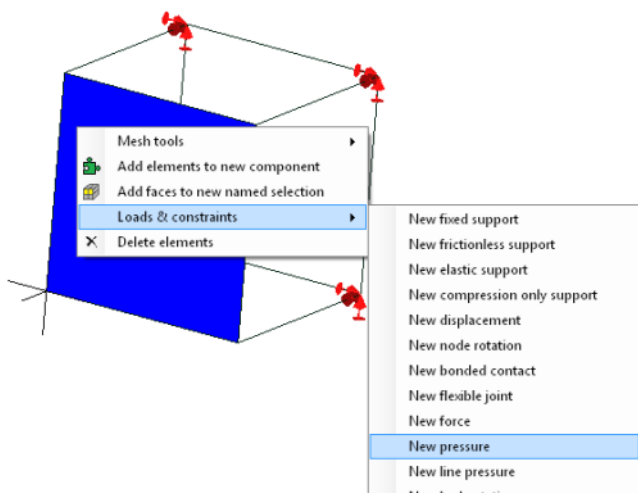 Mesh tools
Add elements to new component
Add faces to new named selection
Loads & constraints
Delete elements
New fixed support
New frictionless support
New elastic support
New compression only support
New displacement
New node rotation
New bonded contact
New flexible joint
New force
New pressure
New line pressure